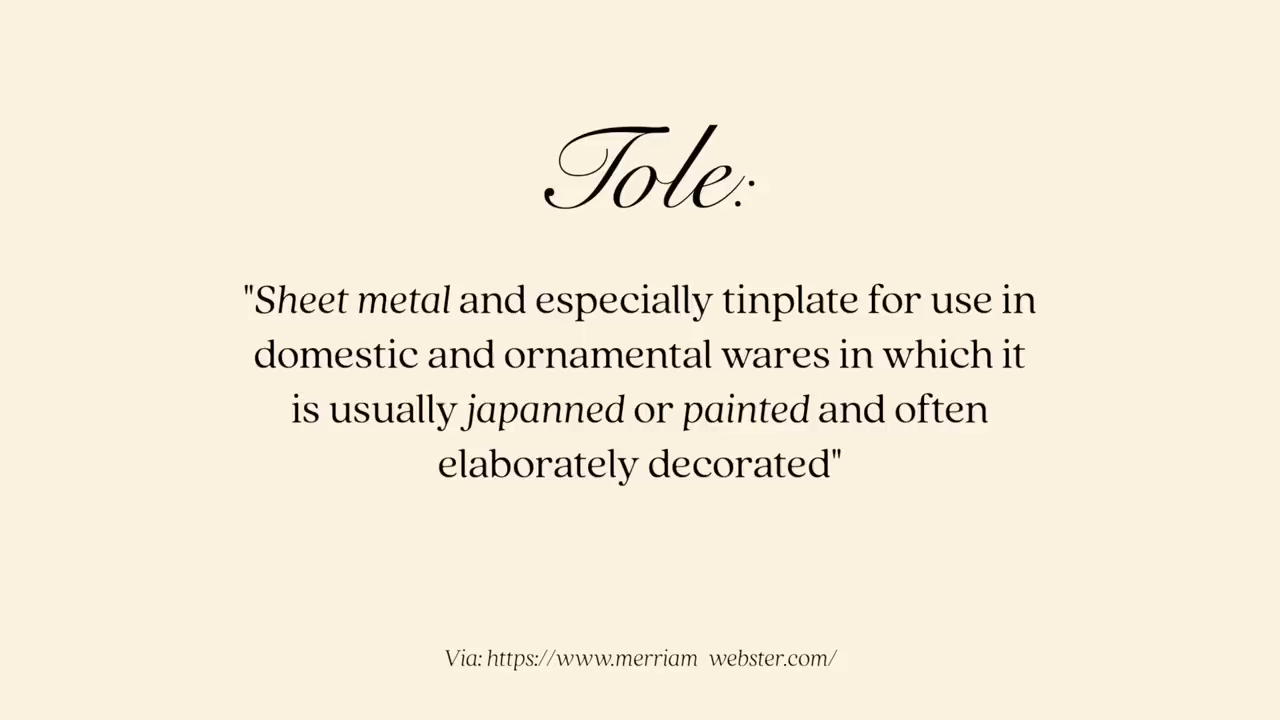 Tole:
"Sheet metal and especially tinplate for use in
domestic and ornamental wares in which it
is usually japanned or painted and often
elaborately decorated"
Via: https://www.merriam  webster.com/